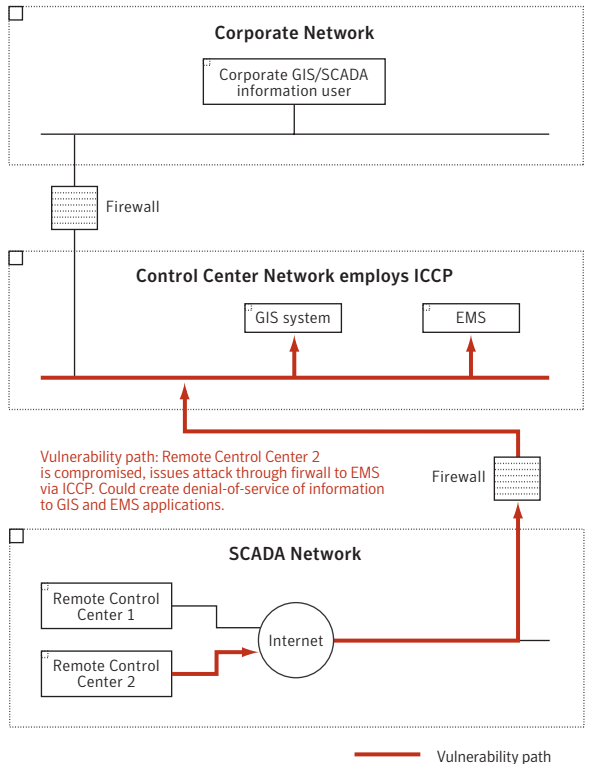 Corporate Network
Corporate GIS/SCADA
information user
Firewall
Control Center Network employs ICCP
GIS system
EMS
Vulnerability path: Remote Control Center 2
is compromised, issues attack through firwall to EMS
via ICCP. Could create denial-of-service of information
to GIS and EMS applications.
Firewall
SCADA Network
Remote Control
Center 1
Internet
Remote Control
Center 2
Vulnerability path